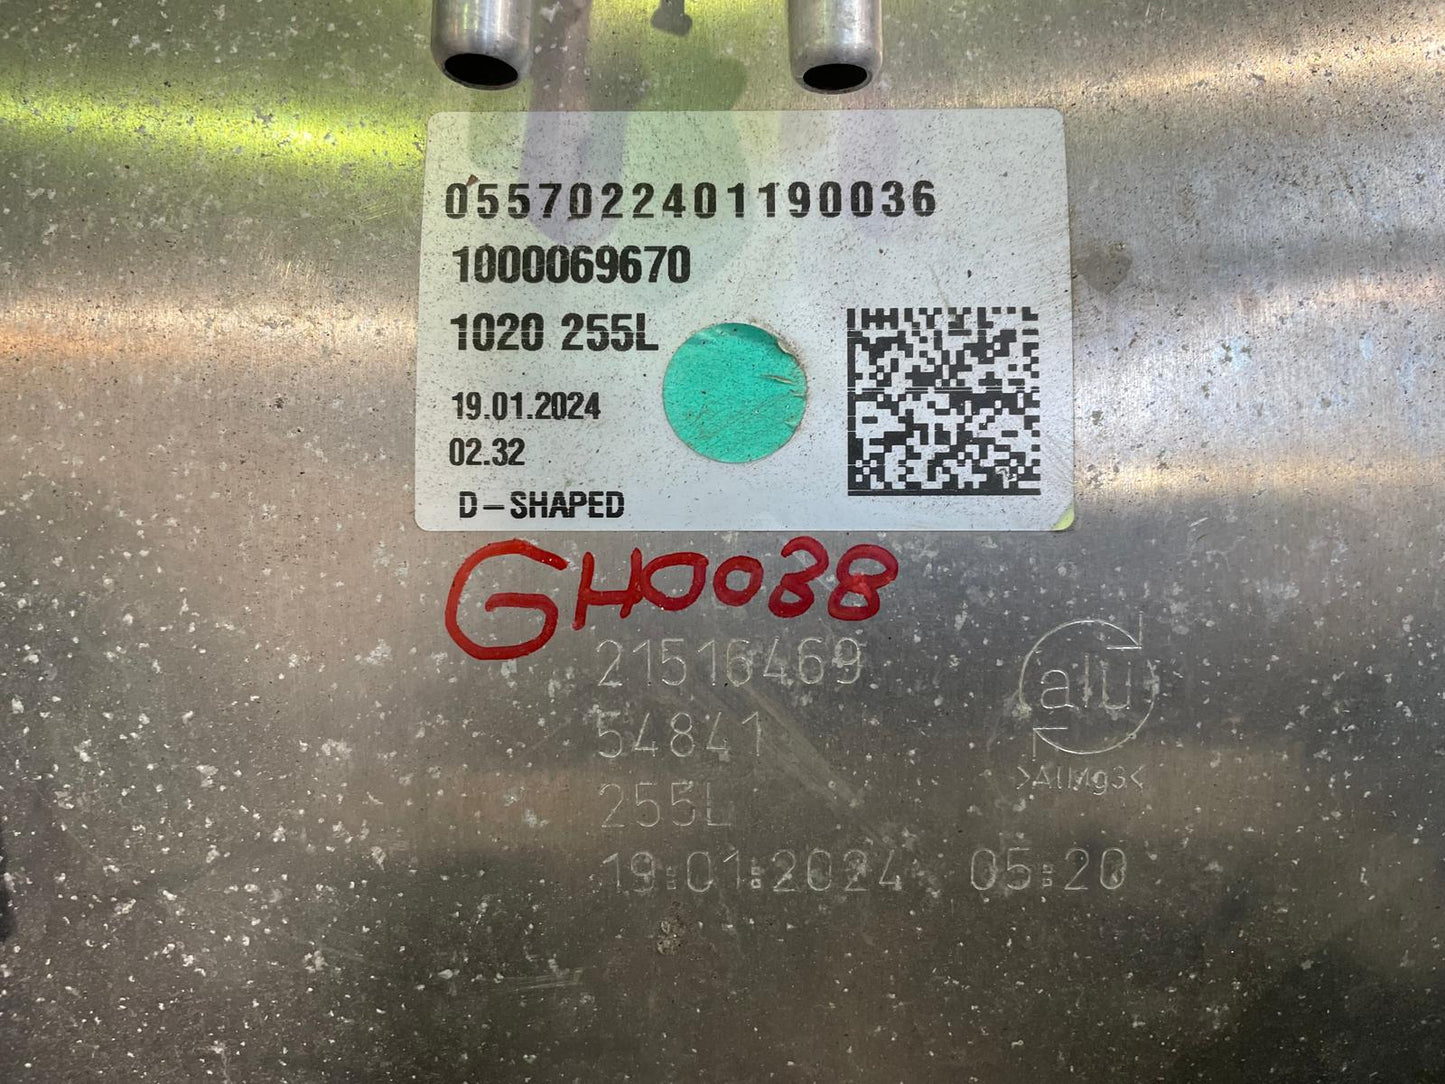 0557022401190036
1000069670
1020 255L
19.01.2024
02.32
D-SHAPED
GH0038
21516469
54841
alu
>AlMg3<
255L
19:01:2024 05:20